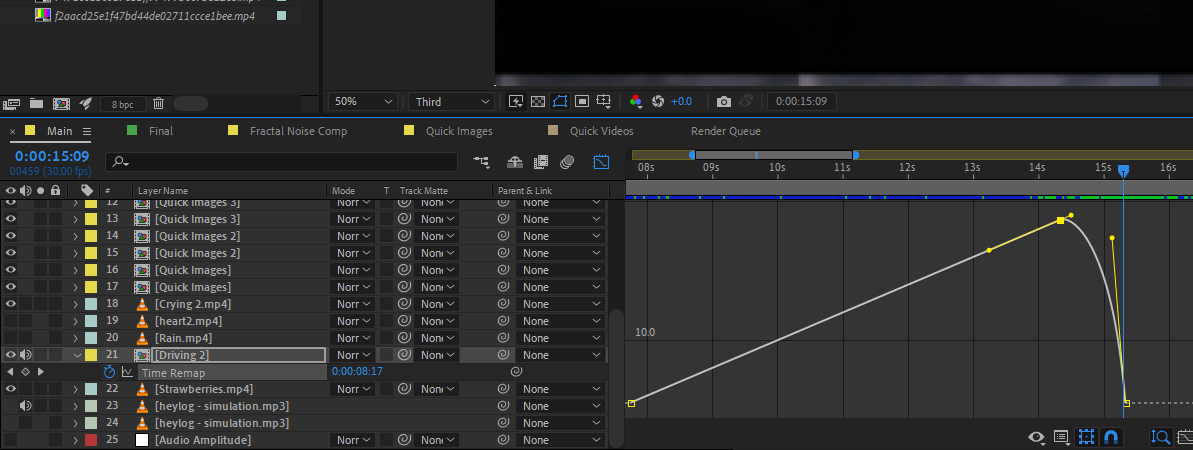 f2aacd25e1f47bd44de02711ccce1bee.mp4
8 bpc
50%
Third
+0.0
0:00:15:09
× Main
Final
Fractal Noise Comp
Quick Images
Quick Videos
Render Queue
0:00:15:09
00459 (30.00 fps)
08s 09s 10s 11s 12s 13s 14s 15s 16s
# Layer Name Mode T Track Matte Parent & Link
12 [Quick Images 3] Norr Non None
13 [Quick Images 3] Norr Non None
14 [Quick Images 2] Norr Non None
15 [Quick Images 2] Norr Non None
16 [Quick Images] Norr Non None
17 [Quick Images] Norr Non None
18 [Crying 2.mp4] Norr Non None
19 [heart2.mp4] Norr Non None
20 [Rain.mp4] Norr Non None
10.0
21 [Driving 2] Norr Non None
Time Remap 0:00:08:17
22 [Strawberries.mp4] Norr Non None
23 [heylog - simulation.mp3] None
24 [heylog - simulation.mp3] None
25 [Audio Amplitude] Norr Non None